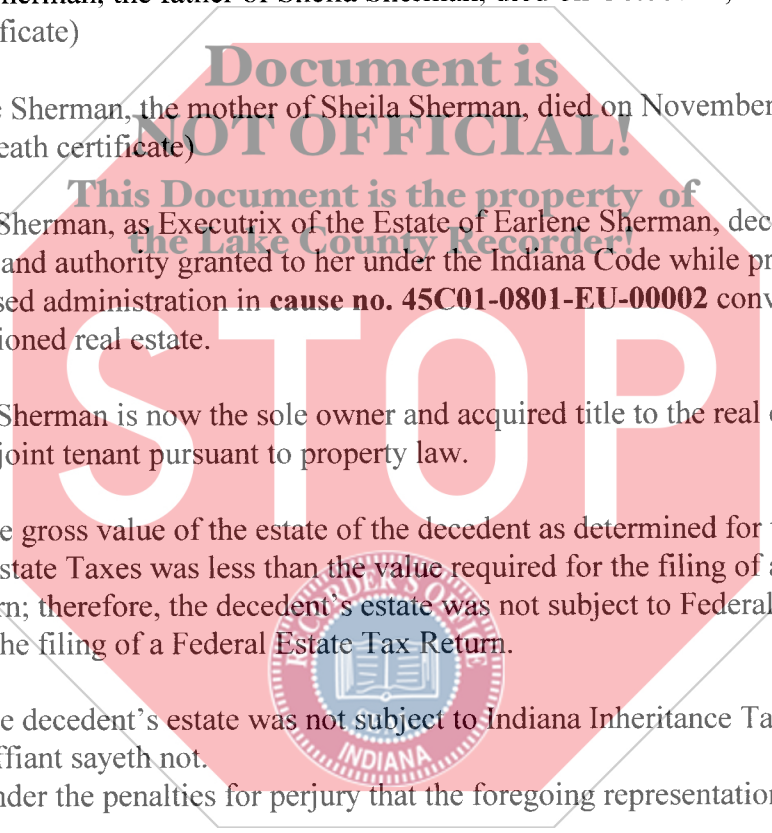 the father of Sheila Sherman, died on
ficate)
Document is
Sherman, the mother of Sheila Sherman, died on November
NOT OFFICIAL!
eath certificate)
This Document is the property of
Sherman, as Executrix of the Estate of Earlene Sherman, dec
the Lake County Recorder!
and authority granted to her under the Indiana Code while pr
sed administration in cause no. 45C01-0801-EU-00002 conv
ioned real estate.
STOP
Sherman is now the sole owner and acquired title to the real
joint tenant pursuant to property law.
e gross value of the estate of the decedent as determined for
state Taxes was less than the value required for the filing of a
rn; therefore, the decedent's estate was not subject to Federal
he filing of a Federal Estate Tax Return.
RECORDER'S OFFICE
e decedent's estate was not subject to Indiana Inheritance Ta
ffiant sayeth not.
INDIANA
nder the penalties for perjury that the foregoing representation